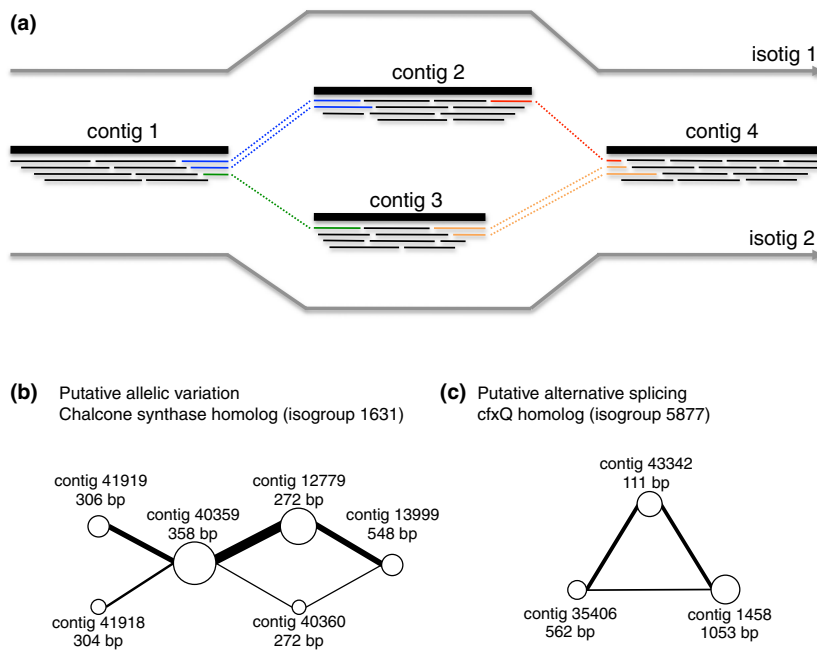 (a)
isotig 1
contig 2
contig 1
contig 4
contig 3
isotig 2
(b) Putative allelic variation
Chalcone synthase homolog (isogroup 1631)
contig 41919
306 bp
contig 40359
358 bp
contig 12779
272 bp
contig 13999
548 bp
contig 41918
304 bp
contig 40360
272 bp
(c) Putative alternative splicing
cfxQ homolog (isogroup 5877)
contig 43342
111 bp
contig 35406
562 bp
contig 1458
1053 bp